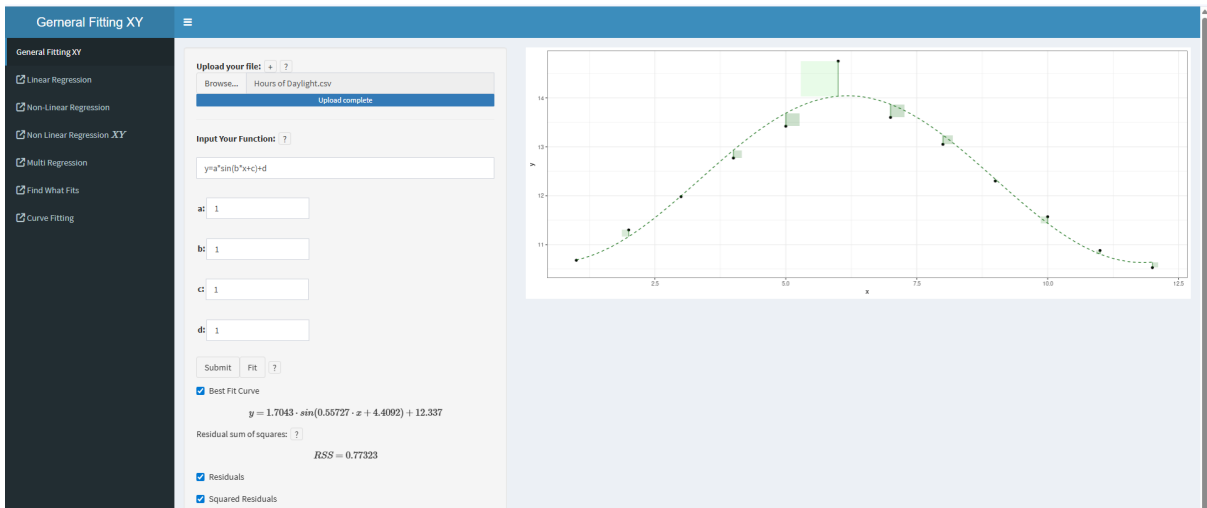 Gerneral Fitting XY
General Fitting XY
Linear Regression
Non-Linear Regression
Non Linear Regression XY
Multi Regression
Find What Fits
Curve Fitting
Upload your file: + ?
Browse... Hours of Daylight.csv
Upload complete
Input Your Function: ?
y=a*sin(b*x+c)+d
a: 1
b: 1
c: 1
d: 1
Submit Fit ?
Best Fit Curve
y = 1.7043 · sin(0.55727 · x + 4.4092) + 12.337
Residual sum of squares: ?
RSS = 0.77323
Residuals
Squared Residuals
14
13
12
11
y
2.5 5.0 7.5 10.0 12.5
x